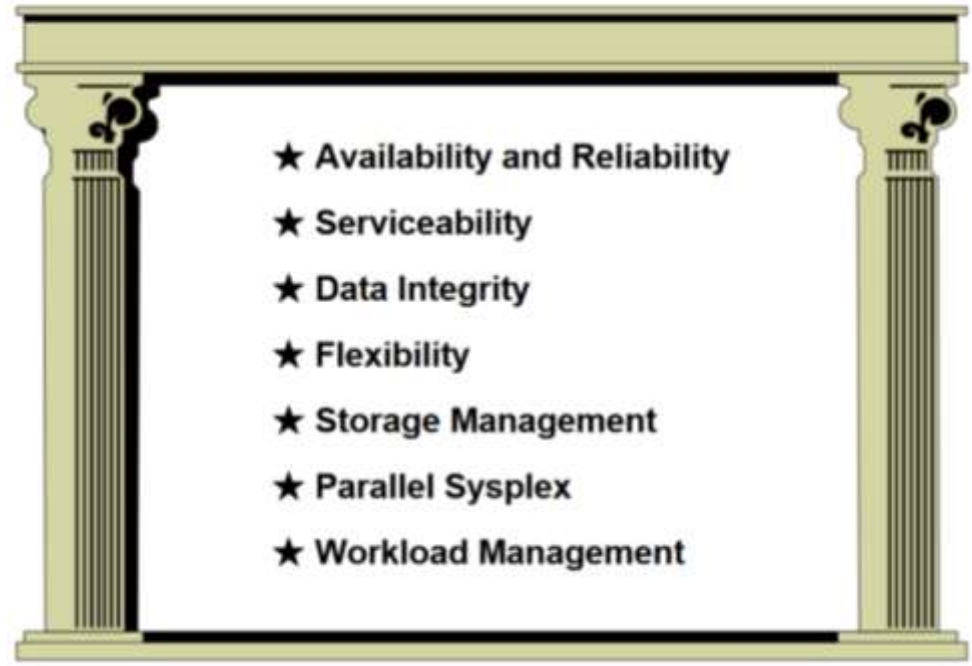 ★ Availability and Reliability
★ Serviceability
★ Data Integrity
★ Flexibility
★ Storage Management
★ Parallel Sysplex
★ Workload Management